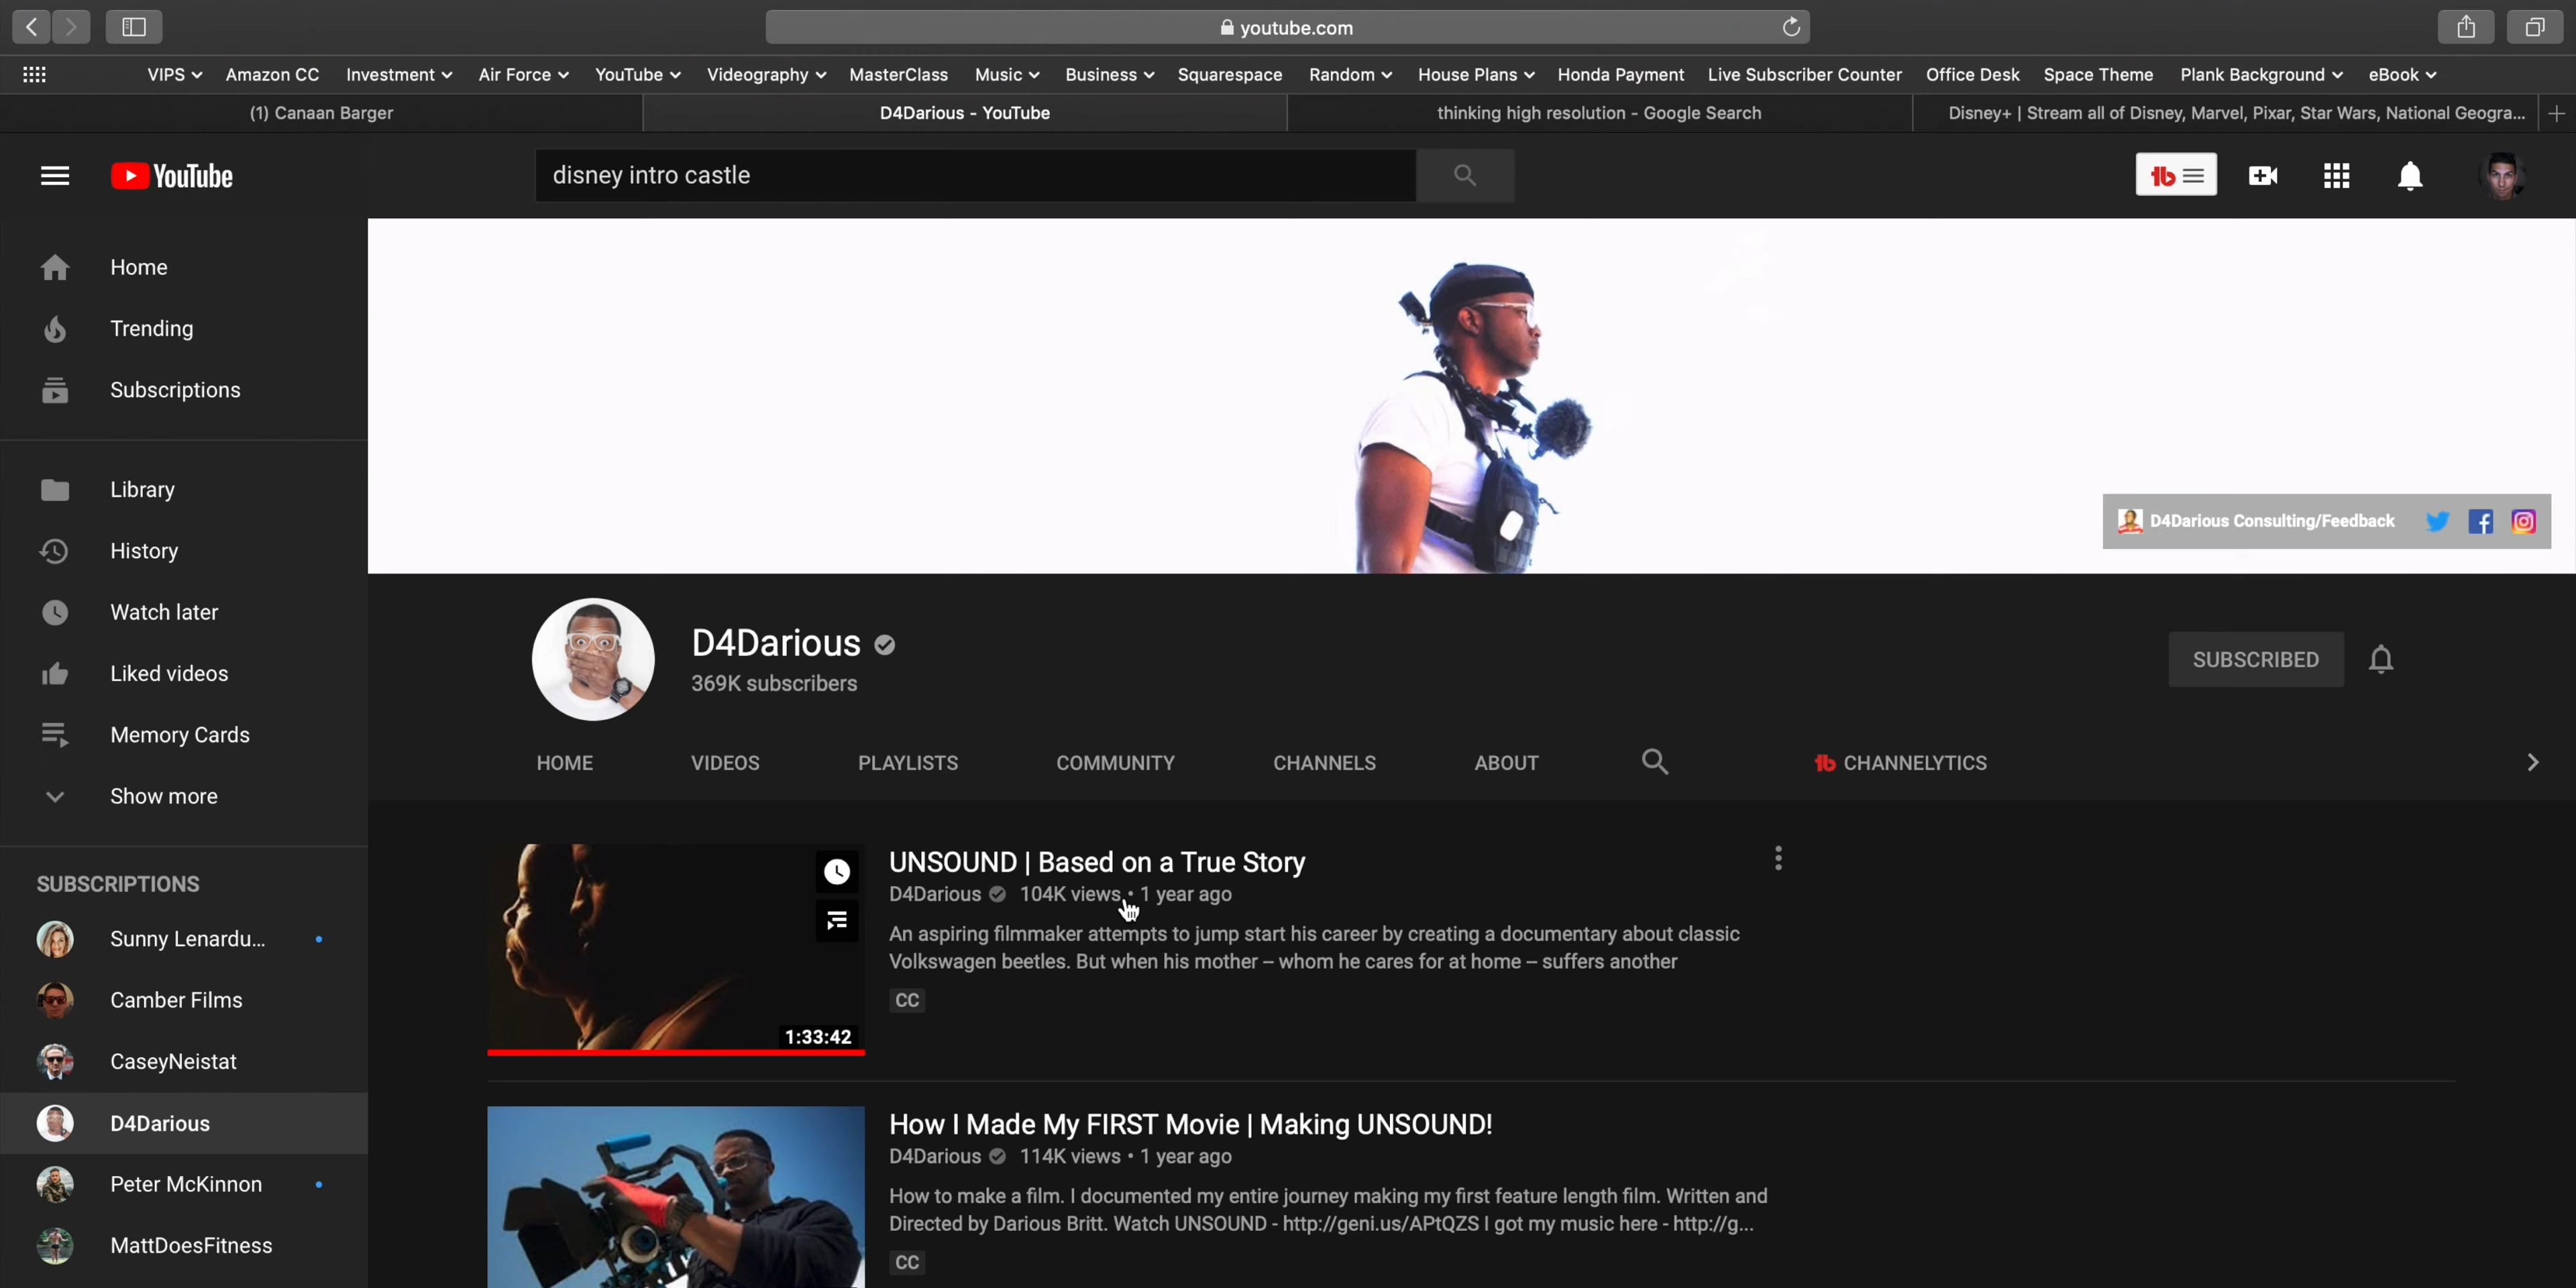 youtube.com
VIPS Amazon CC Investment Air Force YouTube Videography MasterClass Music Business Squarespace Random House Plans Honda Payment Live Subscriber Counter Office Desk Space Theme Plank Background eBook
(1) Canaan Barger
D4Darious - YouTube
thinking high resolution - Google Search
Disney+ | Stream all of Disney, Marvel, Pixar, Star Wars, National Geogra...
YouTube
disney intro castle
tb
Home
Trending
Subscriptions
Library
History
Watch later
Liked videos
Memory Cards
Show more
SUBSCRIPTIONS
Sunny Lenardu...
Camber Films
CaseyNeistat
D4Darious
Peter McKinnon
MattDoesFitness
D4Darious Consulting/Feedback
D4Darious
369K subscribers
SUBSCRIBED
HOME VIDEOS PLAYLISTS COMMUNITY CHANNELS ABOUT tb CHANNELYTICS
UNSOUND | Based on a True Story
D4Darious 104K views • 1 year ago
An aspiring filmmaker attempts to jump start his career by creating a documentary about classic
Volkswagen beetles. But when his mother – whom he cares for at home – suffers another
CC
1:33:42
How I Made My FIRST Movie | Making UNSOUND!
D4Darious 114K views • 1 year ago
How to make a film. I documented my entire journey making my first feature length film. Written and
Directed by Darious Britt. Watch UNSOUND - http://geni.us/APtQZS I got my music here - http://g...
CC